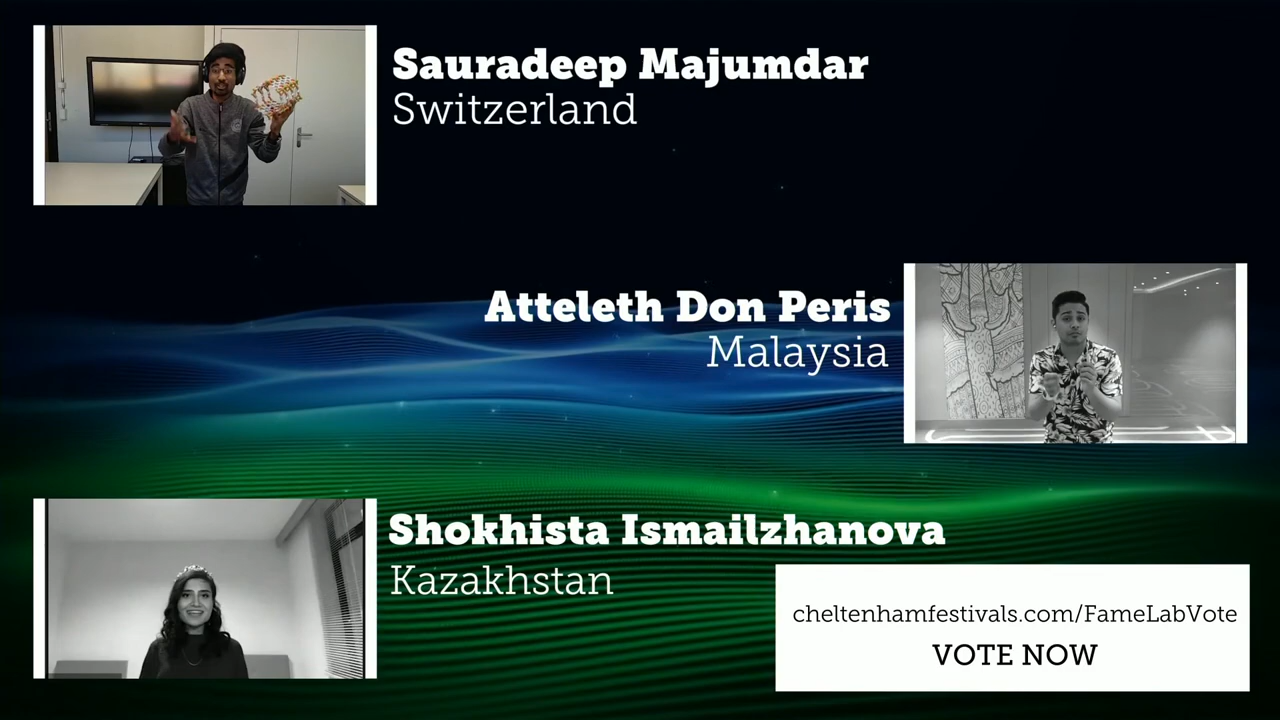 Sauradeep Majumdar
Switzerland
Atteleth Don Peris
Malaysia
Shokhista Ismailzhanova
Kazakhstan
cheltenhamfestivals.com/FameLabVote
VOTE NOW